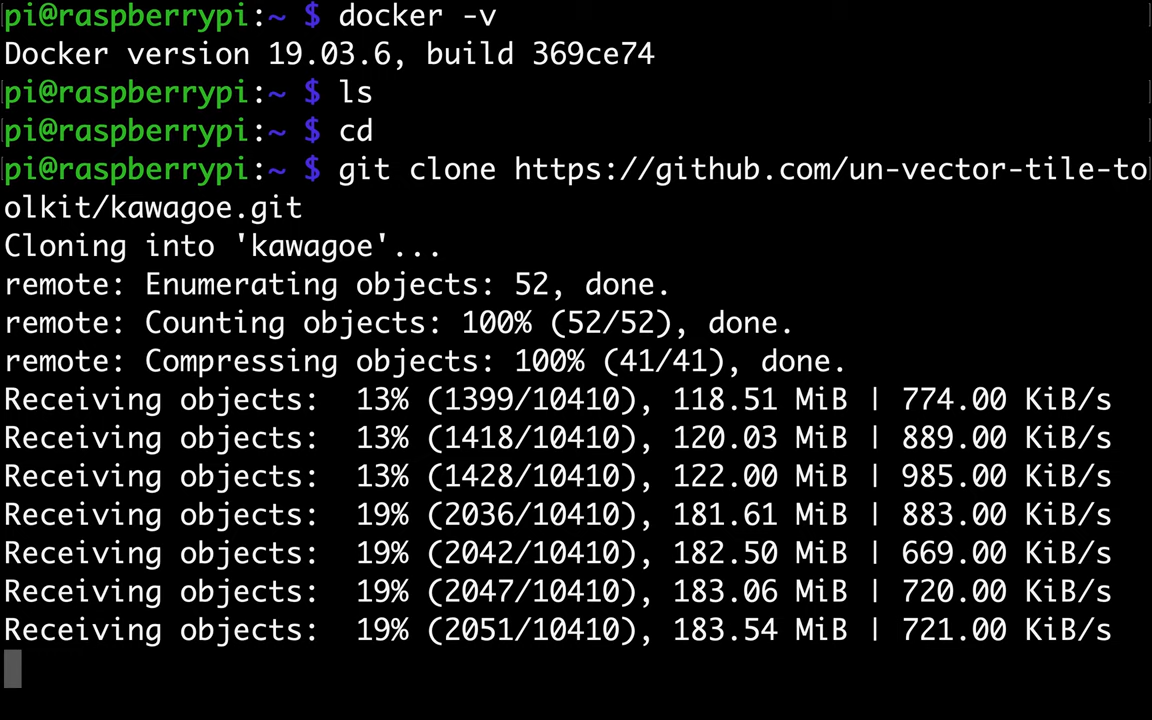 pi@raspberrypi:~ $ docker -v
Docker version 19.03.6, build 369ce74
pi@raspberrypi:~ $ ls
pi@raspberrypi:~ $ cd
pi@raspberrypi:~ $ git clone https://github.com/un-vector-tile-to
olkit/kawagoe.git
Cloning into 'kawagoe'...
remote: Enumerating objects: 52, done.
remote: Counting objects: 100% (52/52), done.
remote: Compressing objects: 100% (41/41), done.
Receiving objects:  13% (1399/10410), 118.51 MiB | 774.00 KiB/s
Receiving objects:  13% (1418/10410), 120.03 MiB | 889.00 KiB/s
Receiving objects:  13% (1428/10410), 122.00 MiB | 985.00 KiB/s
Receiving objects:  19% (2036/10410), 181.61 MiB | 883.00 KiB/s
Receiving objects:  19% (2042/10410), 182.50 MiB | 669.00 KiB/s
Receiving objects:  19% (2047/10410), 183.06 MiB | 720.00 KiB/s
Receiving objects:  19% (2051/10410), 183.54 MiB | 721.00 KiB/s